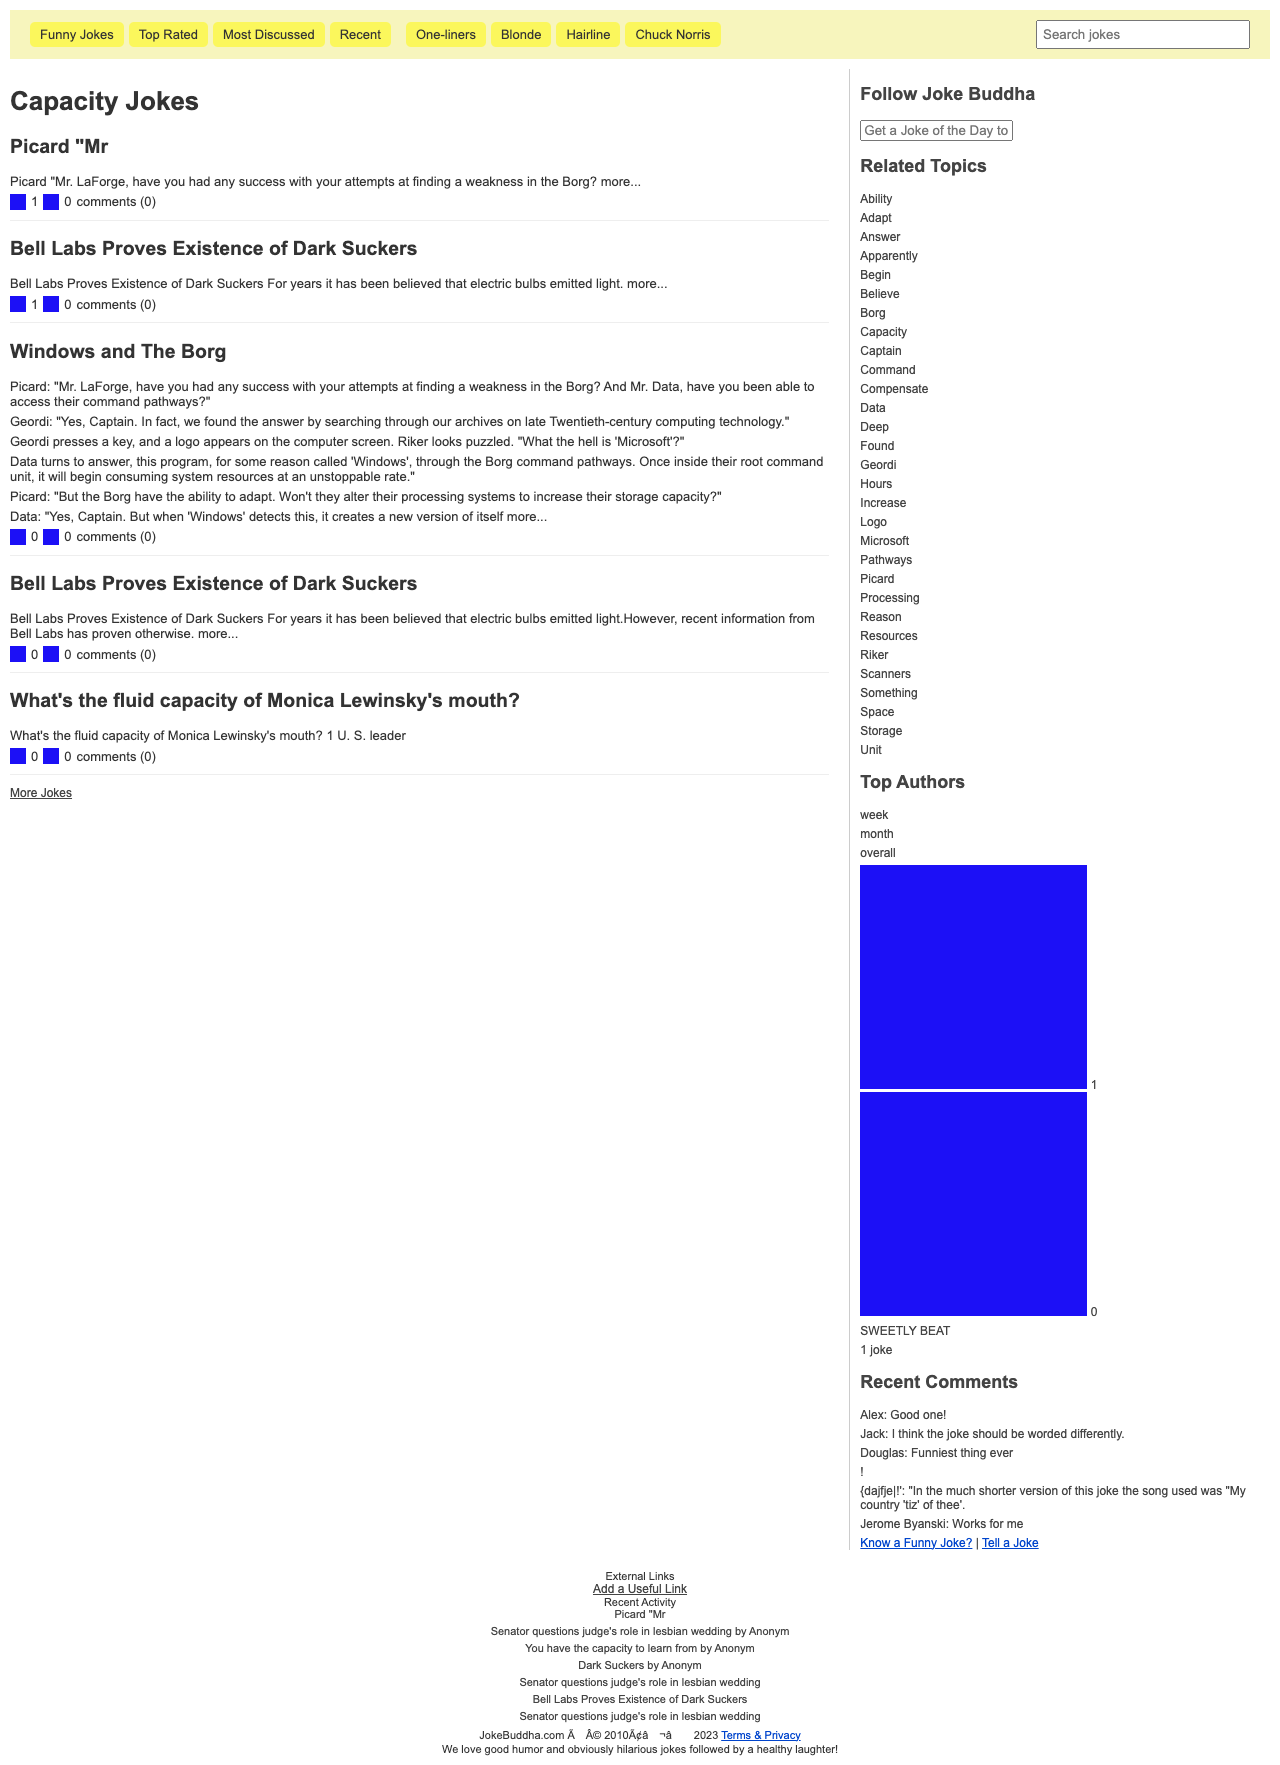 Funny Jokes Top Rated Most Discussed Recent One-liners Blonde Hairline Chuck Norris Search jokes
Capacity Jokes
Picard "Mr
Picard "Mr. LaForge, have you had any success with your attempts at finding a weakness in the Borg? more...
1 0 comments (0)
Bell Labs Proves Existence of Dark Suckers
Bell Labs Proves Existence of Dark Suckers For years it has been believed that electric bulbs emitted light. more...
1 0 comments (0)
Windows and The Borg
Picard: "Mr. LaForge, have you had any success with your attempts at finding a weakness in the Borg? And Mr. Data, have you been able to
access their command pathways?"
Geordi: "Yes, Captain. In fact, we found the answer by searching through our archives on late Twentieth-century computing technology."
Geordi presses a key, and a logo appears on the computer screen. Riker looks puzzled. "What the hell is 'Microsoft'?"
Data turns to answer, this program, for some reason called 'Windows', through the Borg command pathways. Once inside their root command
unit, it will begin consuming system resources at an unstoppable rate."
Picard: "But the Borg have the ability to adapt. Won't they alter their processing systems to increase their storage capacity?"
Data: "Yes, Captain. But when 'Windows' detects this, it creates a new version of itself more...
0 0 comments (0)
Bell Labs Proves Existence of Dark Suckers
Bell Labs Proves Existence of Dark Suckers For years it has been believed that electric bulbs emitted light.However, recent information from
Bell Labs has proven otherwise. more...
0 0 comments (0)
What's the fluid capacity of Monica Lewinsky's mouth?
What's the fluid capacity of Monica Lewinsky's mouth? 1 U. S. leader
0 0 comments (0)
More Jokes
Follow Joke Buddha
Get a Joke of the Day to
Related Topics
Ability
Adapt
Answer
Apparently
Begin
Believe
Borg
Capacity
Captain
Command
Compensate
Data
Deep
Found
Geordi
Hours
Increase
Logo
Microsoft
Pathways
Picard
Processing
Reason
Resources
Riker
Scanners
Something
Space
Storage
Unit
Top Authors
week
month
overall
1
0
SWEETLY BEAT
1 joke
Recent Comments
Alex: Good one!
Jack: I think the joke should be worded differently.
Douglas: Funniest thing ever
!
{dajfje|!': "In the much shorter version of this joke the song used was "My
country 'tiz' of thee'.
Jerome Byanski: Works for me
Know a Funny Joke? | Tell a Joke
External Links
Add a Useful Link
Recent Activity
Picard "Mr
Senator questions judge's role in lesbian wedding by Anonym
You have the capacity to learn from by Anonym
Dark Suckers by Anonym
Senator questions judge's role in lesbian wedding
Bell Labs Proves Existence of Dark Suckers
Senator questions judge's role in lesbian wedding
JokeBuddha.com Ã Â© 2010Ã¢â ¬â 2023 Terms & Privacy
We love good humor and obviously hilarious jokes followed by a healthy laughter!